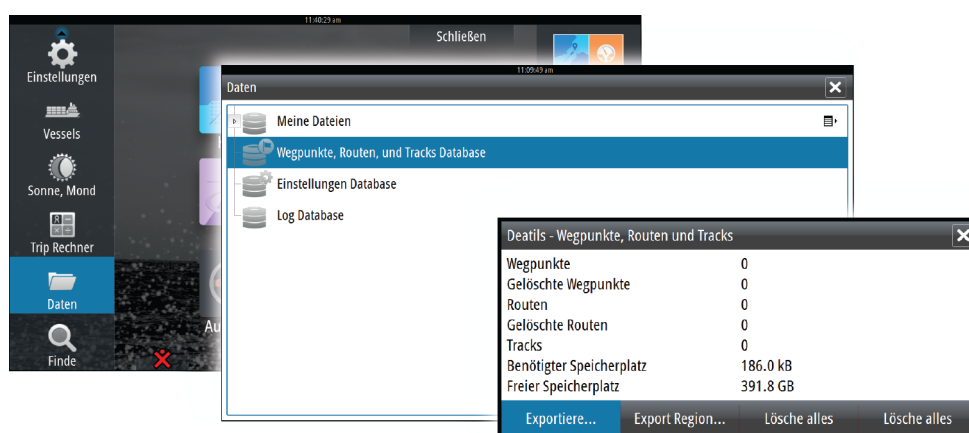 11:40:29 am
Schließen
Einstellungen
Vessels
Sonne, Mond
Trip Rechner
Daten
Finde
Au
11:09:49 am
Daten
Meine Dateien
Wegpunkte, Routen, und Tracks Database
Einstellungen Database
Log Database
Deatils - Wegpunkte, Routen und Tracks
Wegpunkte 0
Gelöschte Wegpunkte 0
Routen 0
Gelöschte Routen 0
Tracks 0
Benötigter Speicherplatz 186.0 kB
Freier Speicherplatz 391.8 GB
Exportiere... Export Region... Lösche alles Lösche alles